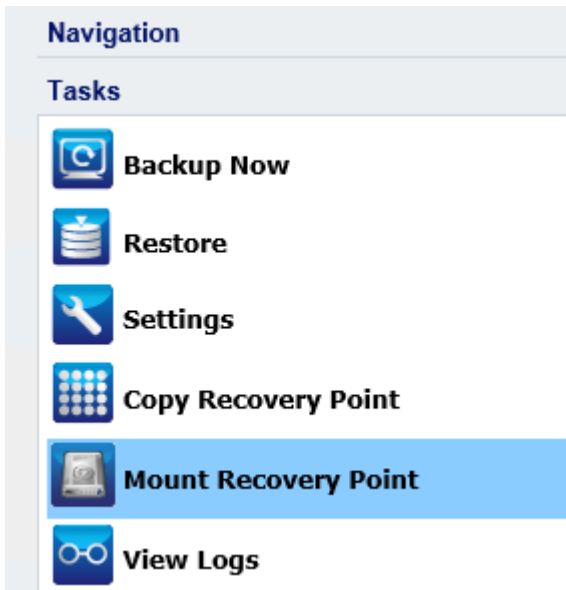 Navigation
Tasks
Backup Now
Restore
Settings
Copy Recovery Point
Mount Recovery Point
View Logs